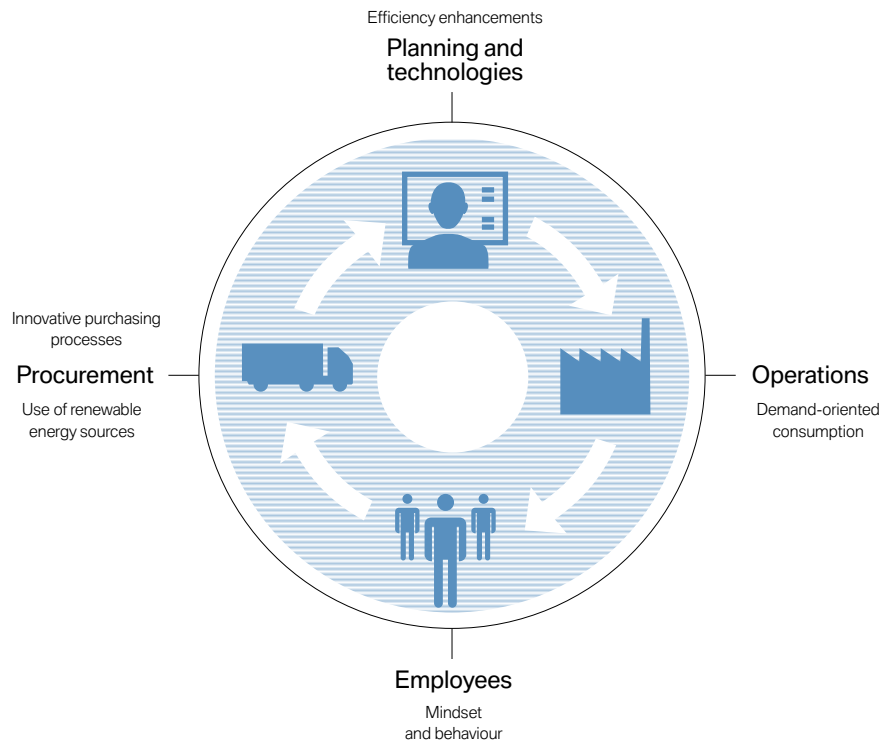 Efficiency enhancements
Planning and
technologies
Innovative purchasing
processes
Procurement
Use of renewable
energy sources
Operations
Demand-oriented
consumption
Employees
Mindset
and behaviour